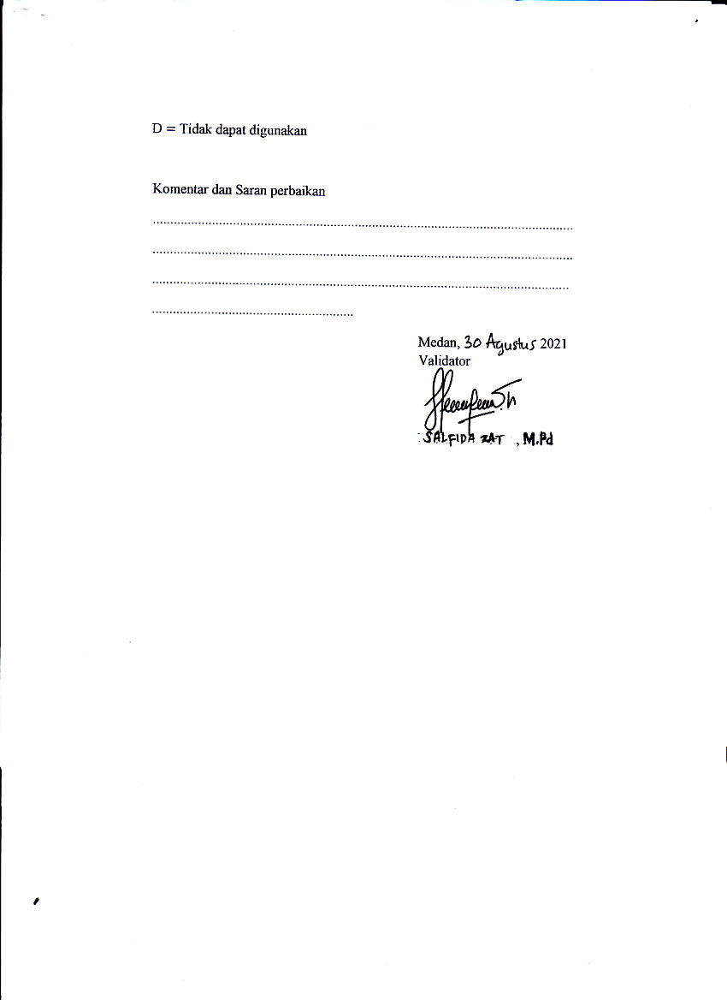 D = Tidak dapat digunakan
Komentar dan Saran perbaikan
..........................................................................................................................
..........................................................................................................................
.........................................................................................................................
..........................................................
Medan, 30 Agustus 2021
Validator
SALFIDA ZAT , M.Pd